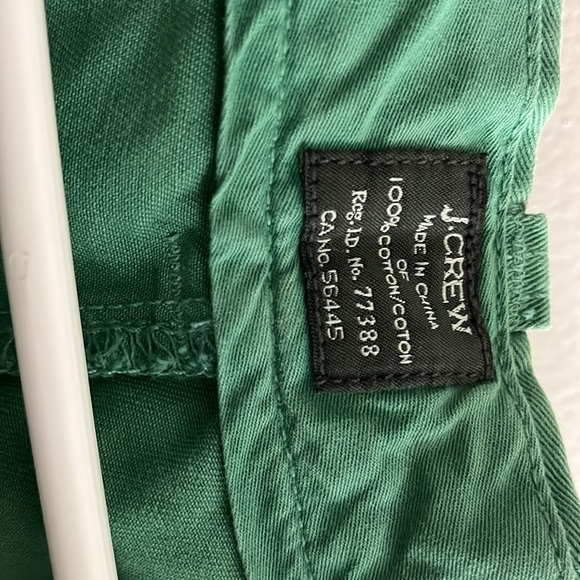 J.CREW
MADE IN CHINA
OF
100% COTTON/COTON
Reg. I.D. No. 77388
CA No. 56445